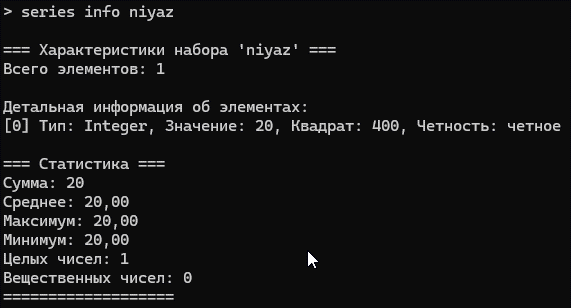 > series info niyaz
=== Характеристики набора 'niyaz' ===
Всего элементов: 1
Детальная информация об элементах:
[0] Тип: Integer, Значение: 20, Квадрат: 400, Четность: четное
=== Статистика ===
Сумма: 20
Среднее: 20,00
Максимум: 20,00
Минимум: 20,00
Целых чисел: 1
Вещественных чисел: 0
===================